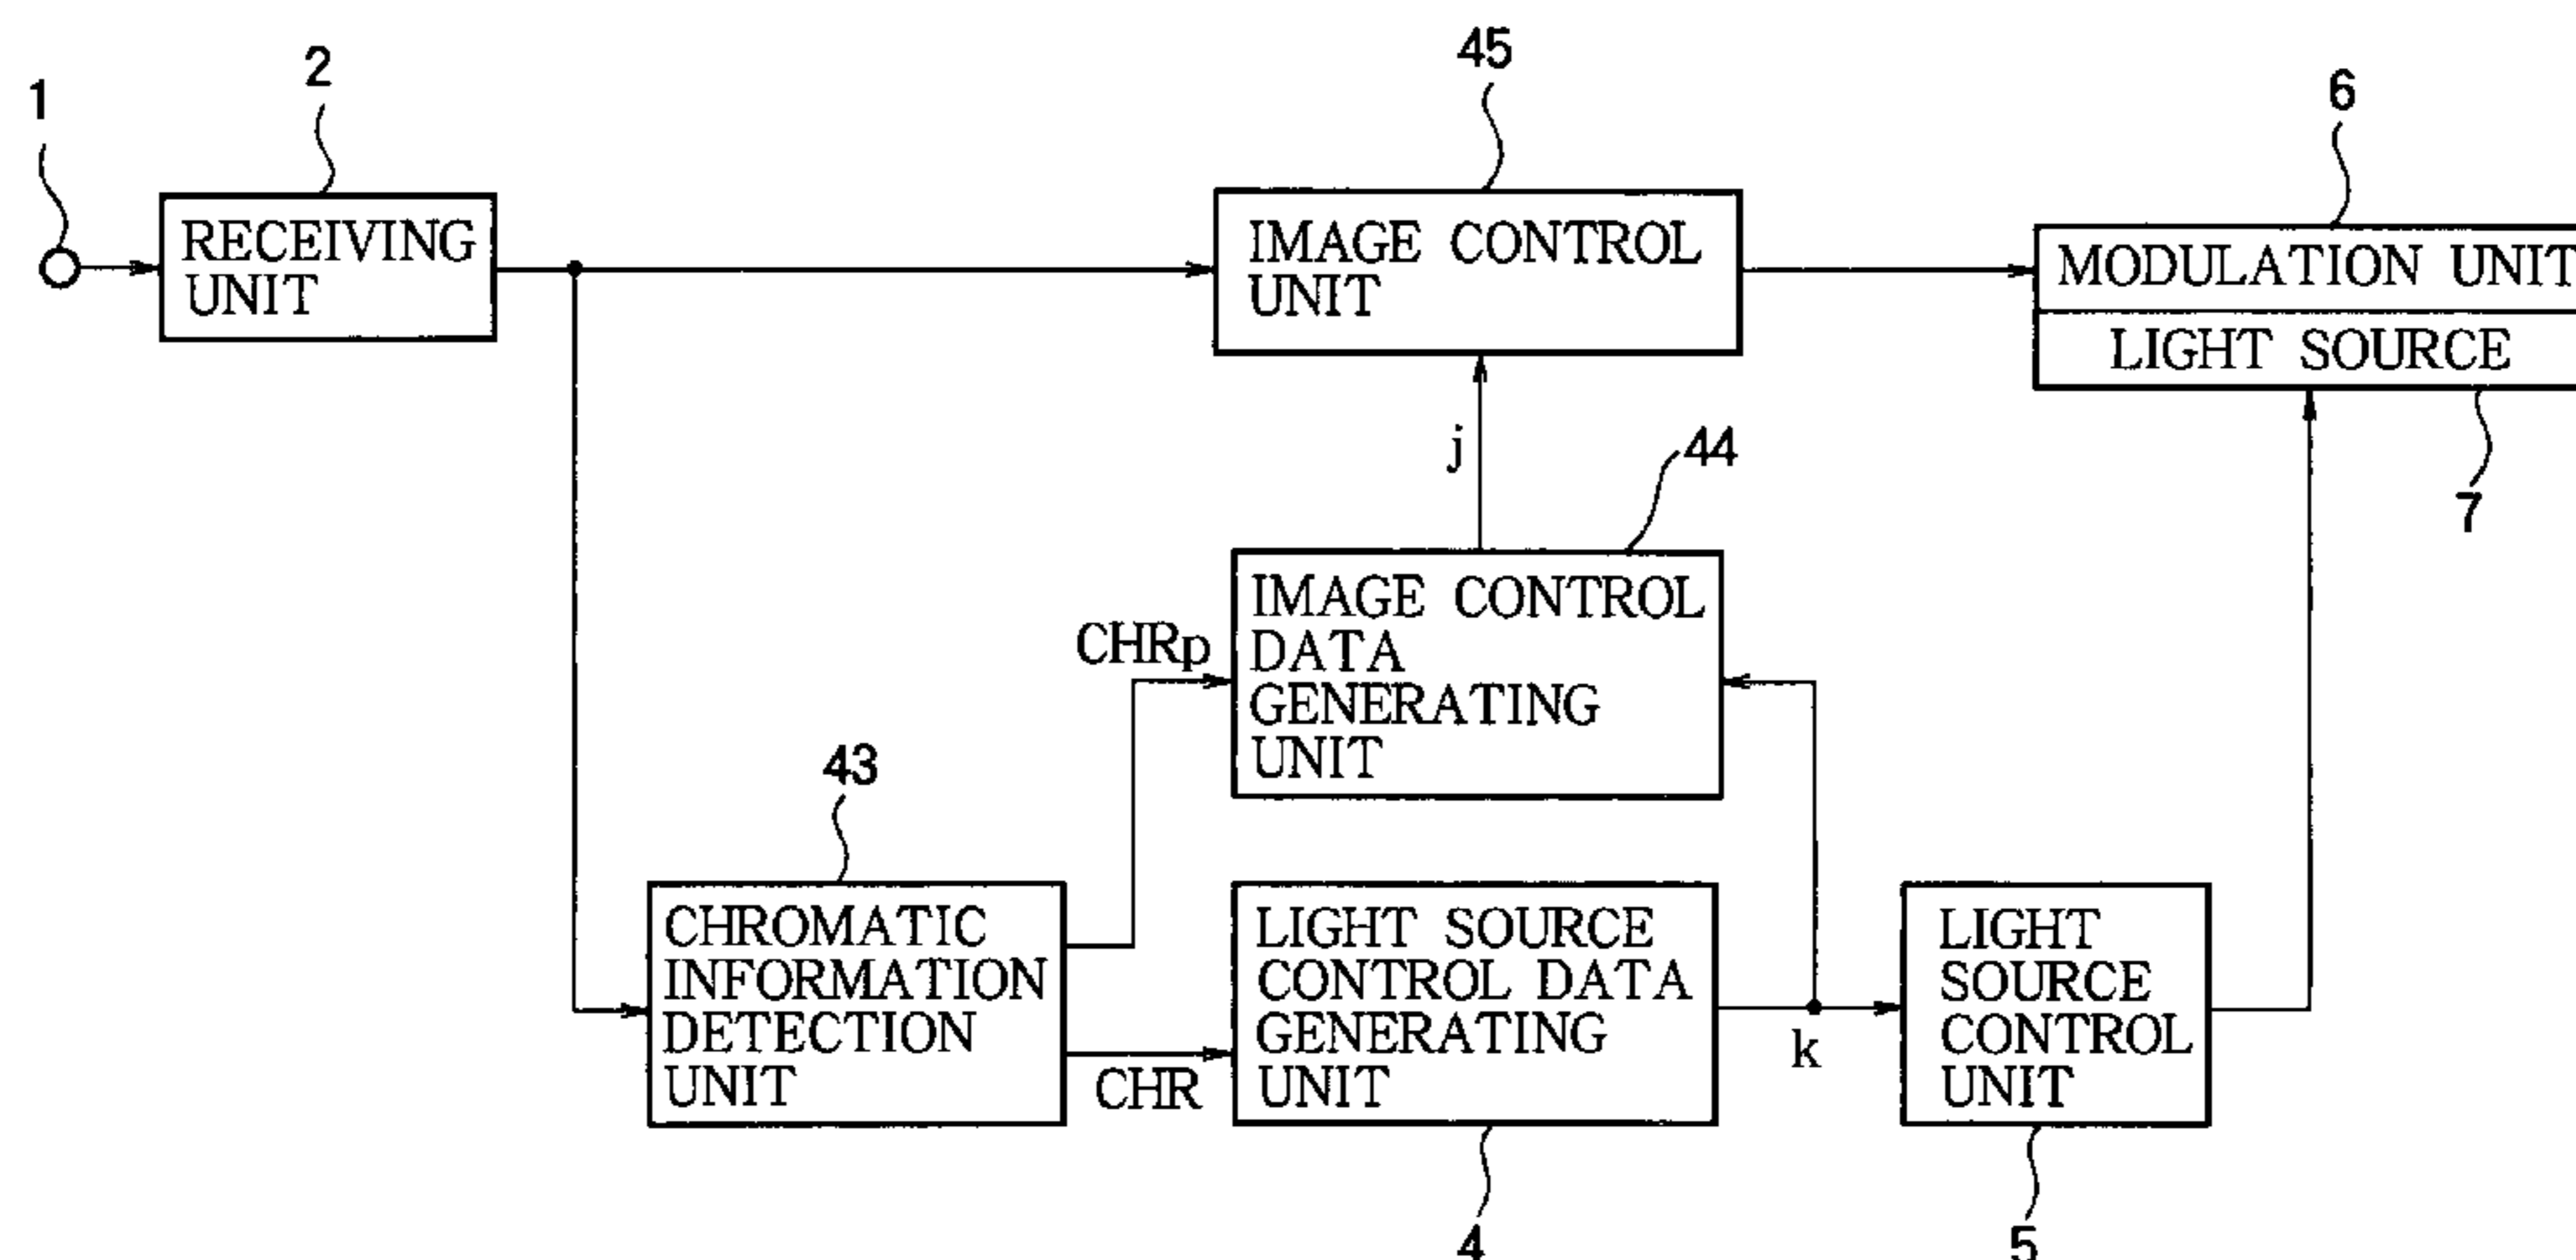 1
2
45
6
RECEIVING
UNIT
IMAGE CONTROL
UNIT
MODULATION UNIT
LIGHT SOURCE
7
j
44
IMAGE CONTROL
DATA
GENERATING
UNIT
CHRp
43
CHROMATIC
INFORMATION
DETECTION
UNIT
CHR
LIGHT SOURCE
CONTROL DATA
GENERATING
UNIT
k
LIGHT
SOURCE
CONTROL
UNIT
4
5